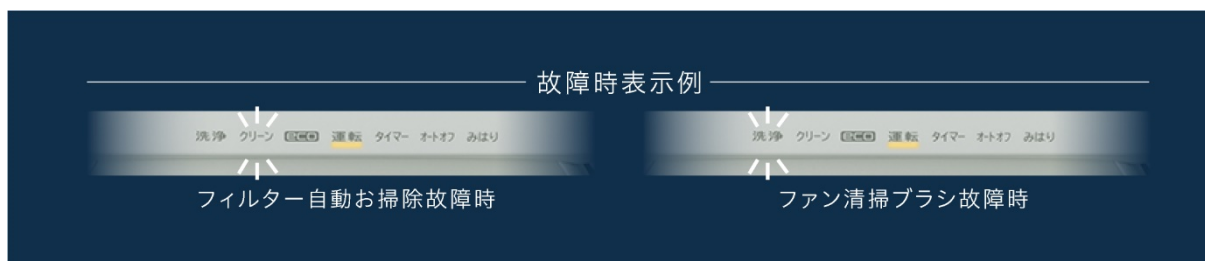 故障時表示例
洗浄 クリーン eco 運転 タイマー オートオフ みはり
フィルター自動お掃除故障時
洗浄 クリーン eco 運転 タイマー オートオフ みはり
ファン清掃ブラシ故障時